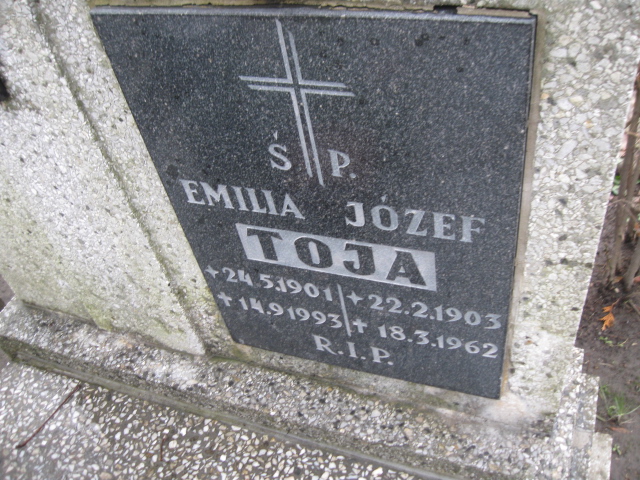 Ś P.
EMILIA JÓZEF
TOJA
+24.5.1901 +22.2.1903
+14.9.1993 +18.3.1962
R.I.P.